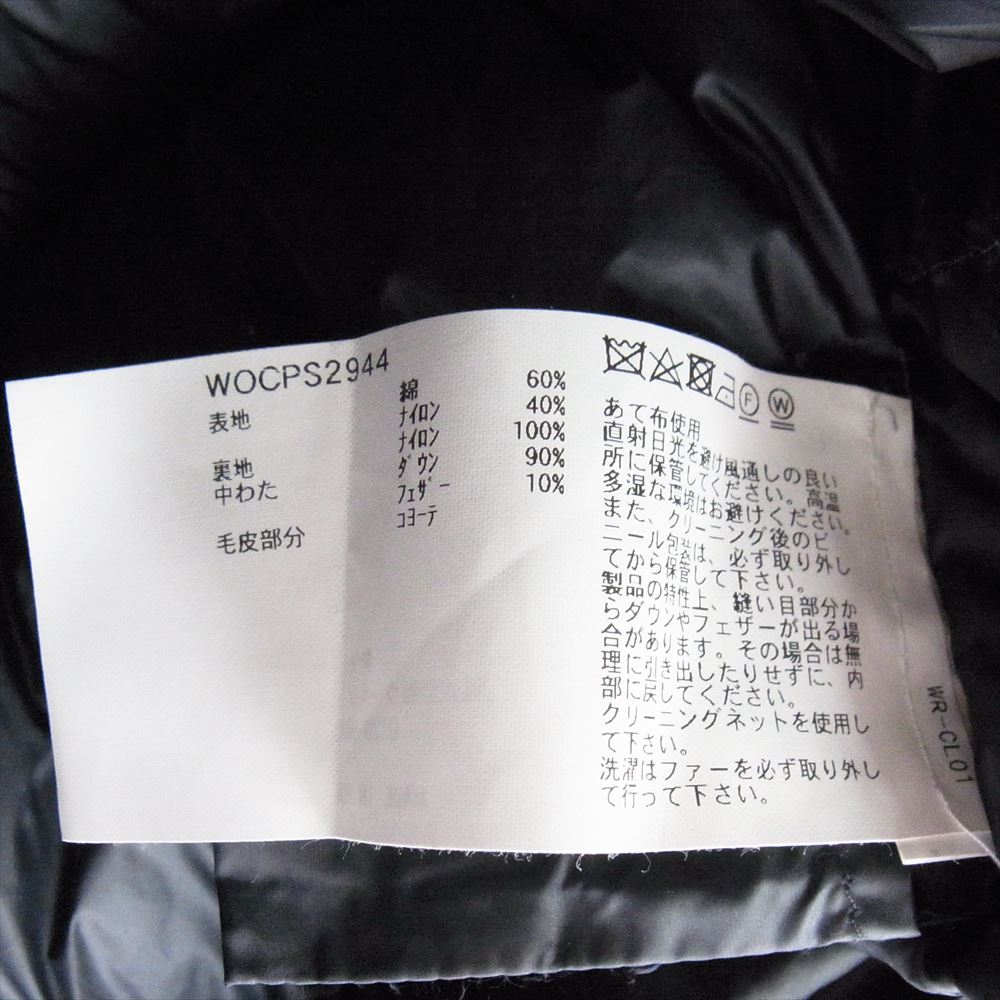 WOCPS2944
表地 綿 60%
ナイロン 40%
裏地 ナイロン 100%
中わた ダウン 90%
フェザー 10%
毛皮部分 コヨーテ
F W
あて布使用
直射日光を避け風通しの良い
所に保管してください。高温
多湿な環境はお避けください。
また、クリーニング後のビ
ニール包装は、必ず取り外し
てから保管して下さい。
製品の特性上、縫い目部分か
らダウンやフェザーが出る場
合があります。その場合は無
理に引き出したりせずに、内
部に戻してください。
クリーニングネットを使用し
て下さい。
洗濯はファーを必ず取り外し
て行って下さい。
WR-CL01